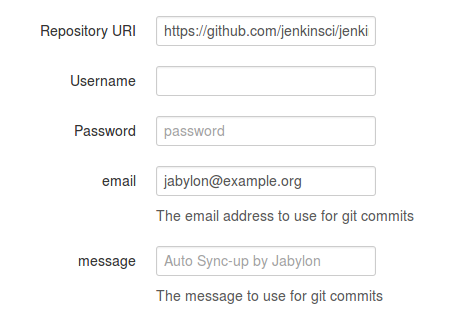 Repository URI https://github.com/jenkinsci/jenki
Username
Password password
email jabylon@example.org
The email address to use for git commits
message Auto Sync-up by Jabylon
The message to use for git commits